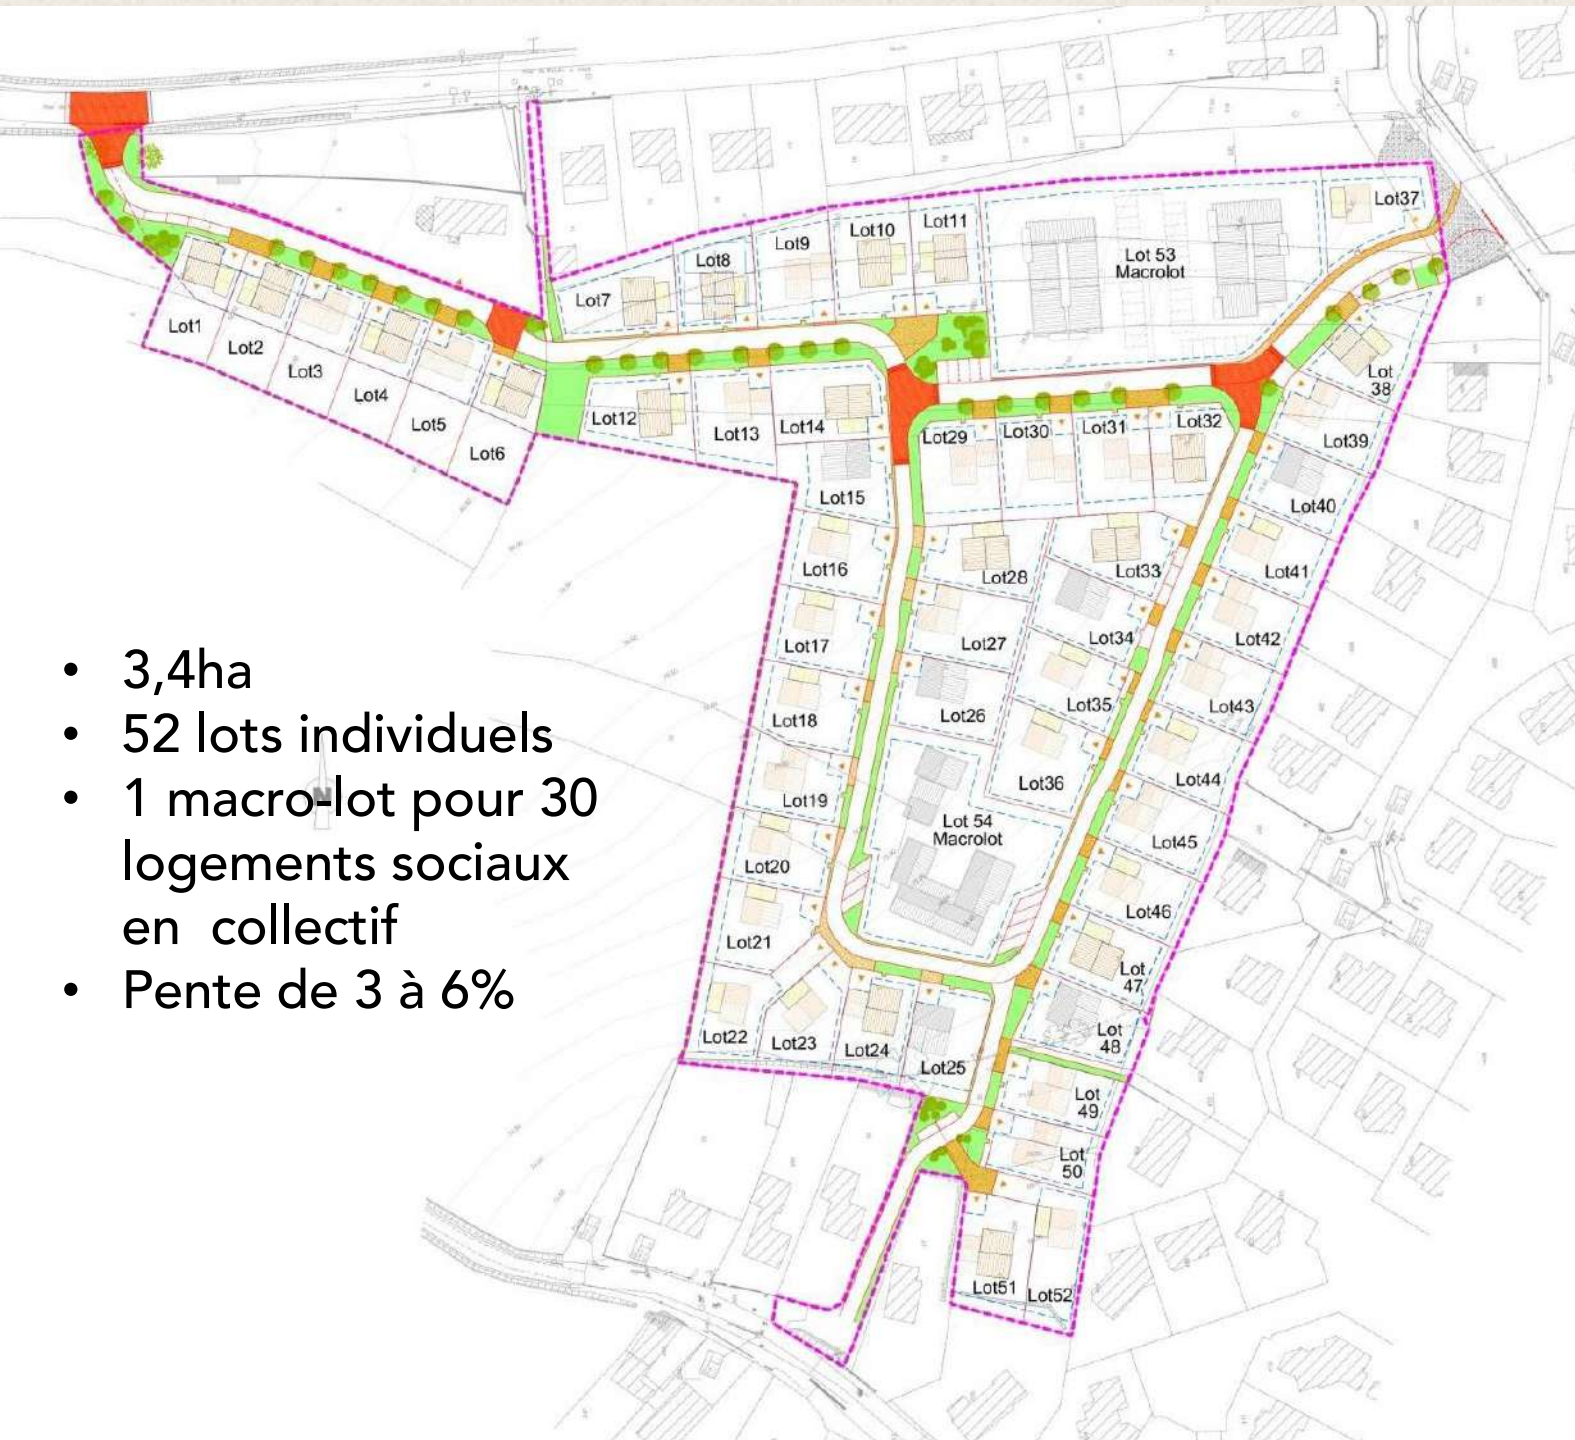 Lot37
Lot11
Lot10
Lot9
Lot8
Lot7
Lot 53
Macrolot
Lot1
Lot2
Lot3
Lot4
Lot5
Lot6
Lot12
Lot13
Lot14
Lot29
Lot30
Lot31
Lot32
Lot
38
Lot39
Lot15
Lot40
Lot16
Lot28
Lot33
Lot41
Lot17
Lot27
Lot34
Lot42
Lot18
Lot26
Lot35
Lot43
Lot19
Lot36
Lot44
Lot 54
Macrolot
Lot45
Lot20
Lot46
Lot21
Lot
47
Lot22
Lot23
Lot24
Lot25
Lot
48
Lot
49
Lot
50
Lot51
Lot52
N
• 3,4ha
• 52 lots individuels
• 1 macro-lot pour 30
logements sociaux
en collectif
• Pente de 3 à 6%